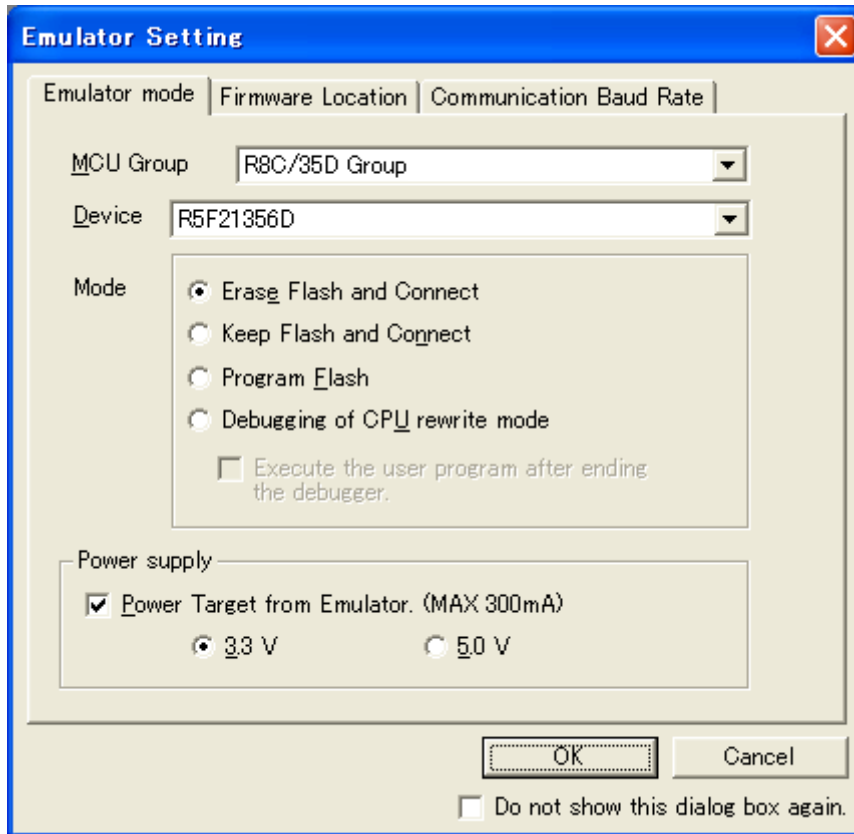 Emulator Setting
Emulator mode
Firmware Location
Communication Baud Rate
MCU Group
R8C/35D Group
Device
R5F21356D
Mode
Erase Flash and Connect
Keep Flash and Connect
Program Flash
Debugging of CPU rewrite mode
Execute the user program after ending
the debugger.
Power supply
Power Target from Emulator. (MAX 300mA)
3.3 V
5.0 V
OK
Cancel
Do not show this dialog box again.